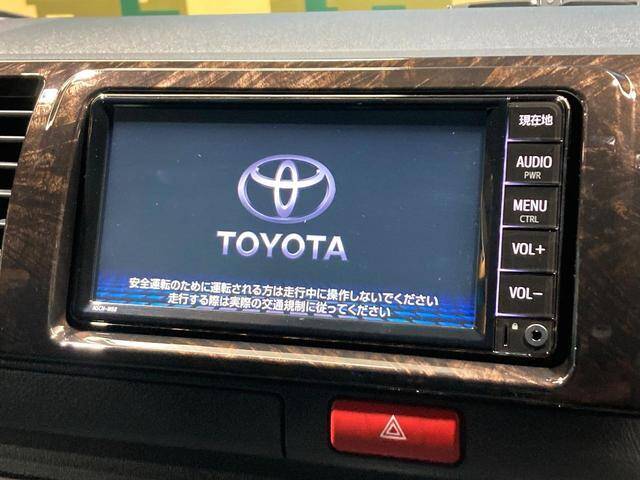 TOYOTA
安全運転のために運転される方は走行中に操作しないでください
走行する際は実際の交通規制に従ってください
NSCN-W68
現在地
AUDIO
PWR
MENU
CTRL
VOL+
VOL-